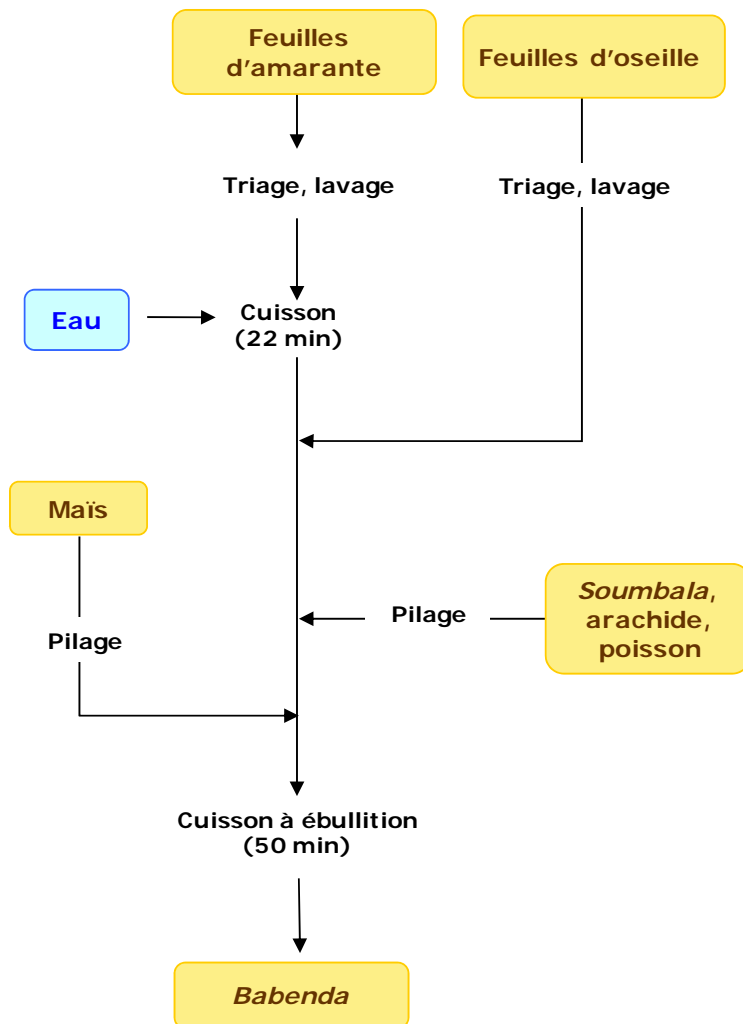 Feuilles
d'amarante
Feuilles d'oseille
Triage, lavage
Triage, lavage
Eau
Cuisson
(22 min)
Maïs
Soumbala,
arachide,
poisson
Pilage
Pilage
Cuisson à ébullition
(50 min)
Babenda